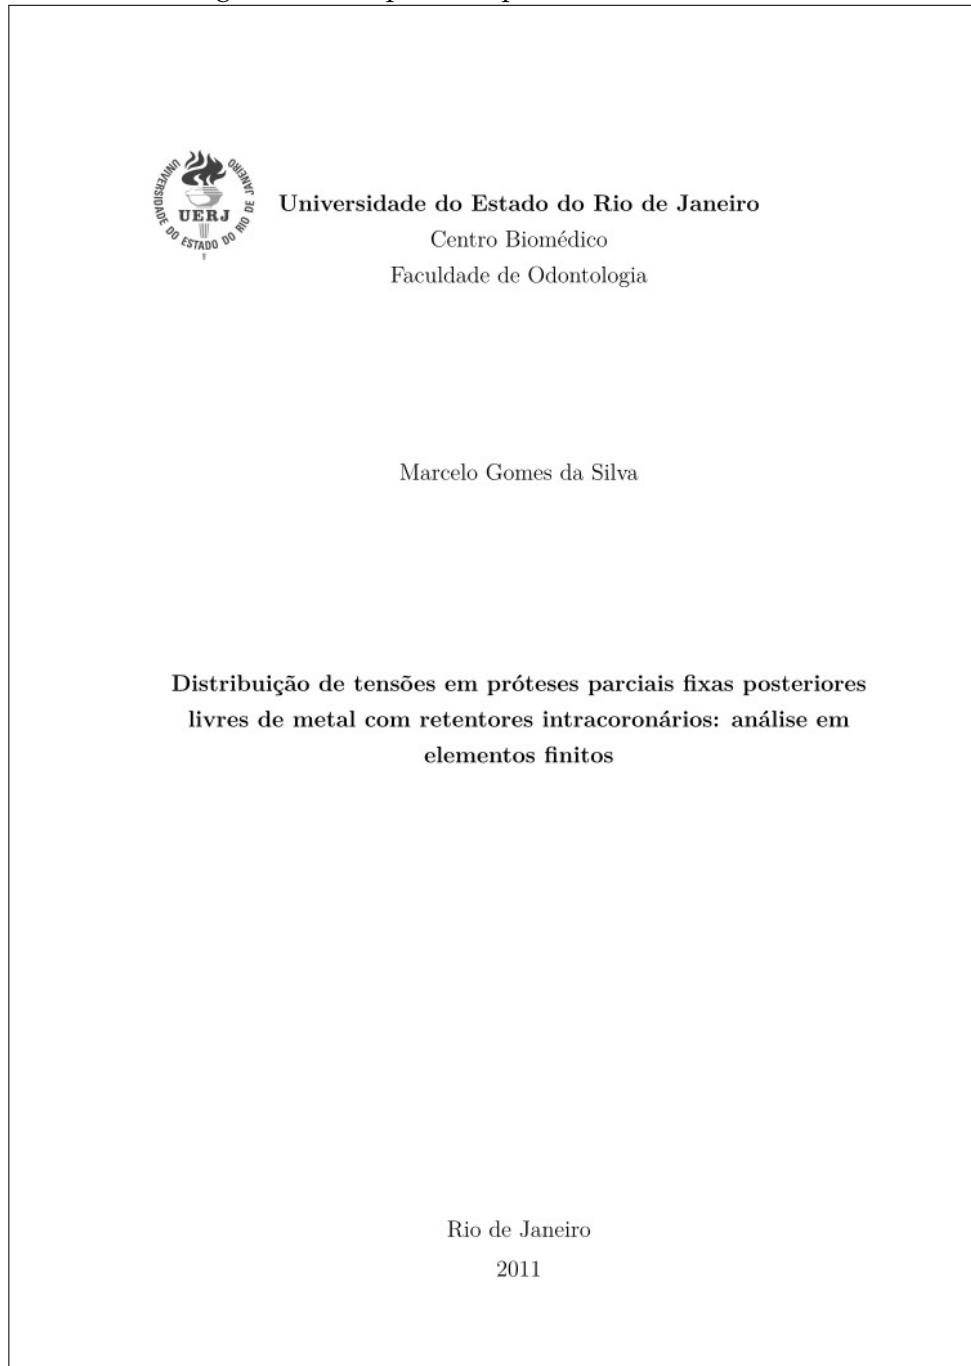 UNIVERSIDADE DO ESTADO DO RIO DE JANEIRO
UERJ
Universidade do Estado do Rio de Janeiro
Centro Biomédico
Faculdade de Odontologia
Marcelo Gomes da Silva
Distribuição de tensões em próteses parciais fixas posteriores
livres de metal com retentores intracoronários: análise em
elementos finitos
Rio de Janeiro
2011